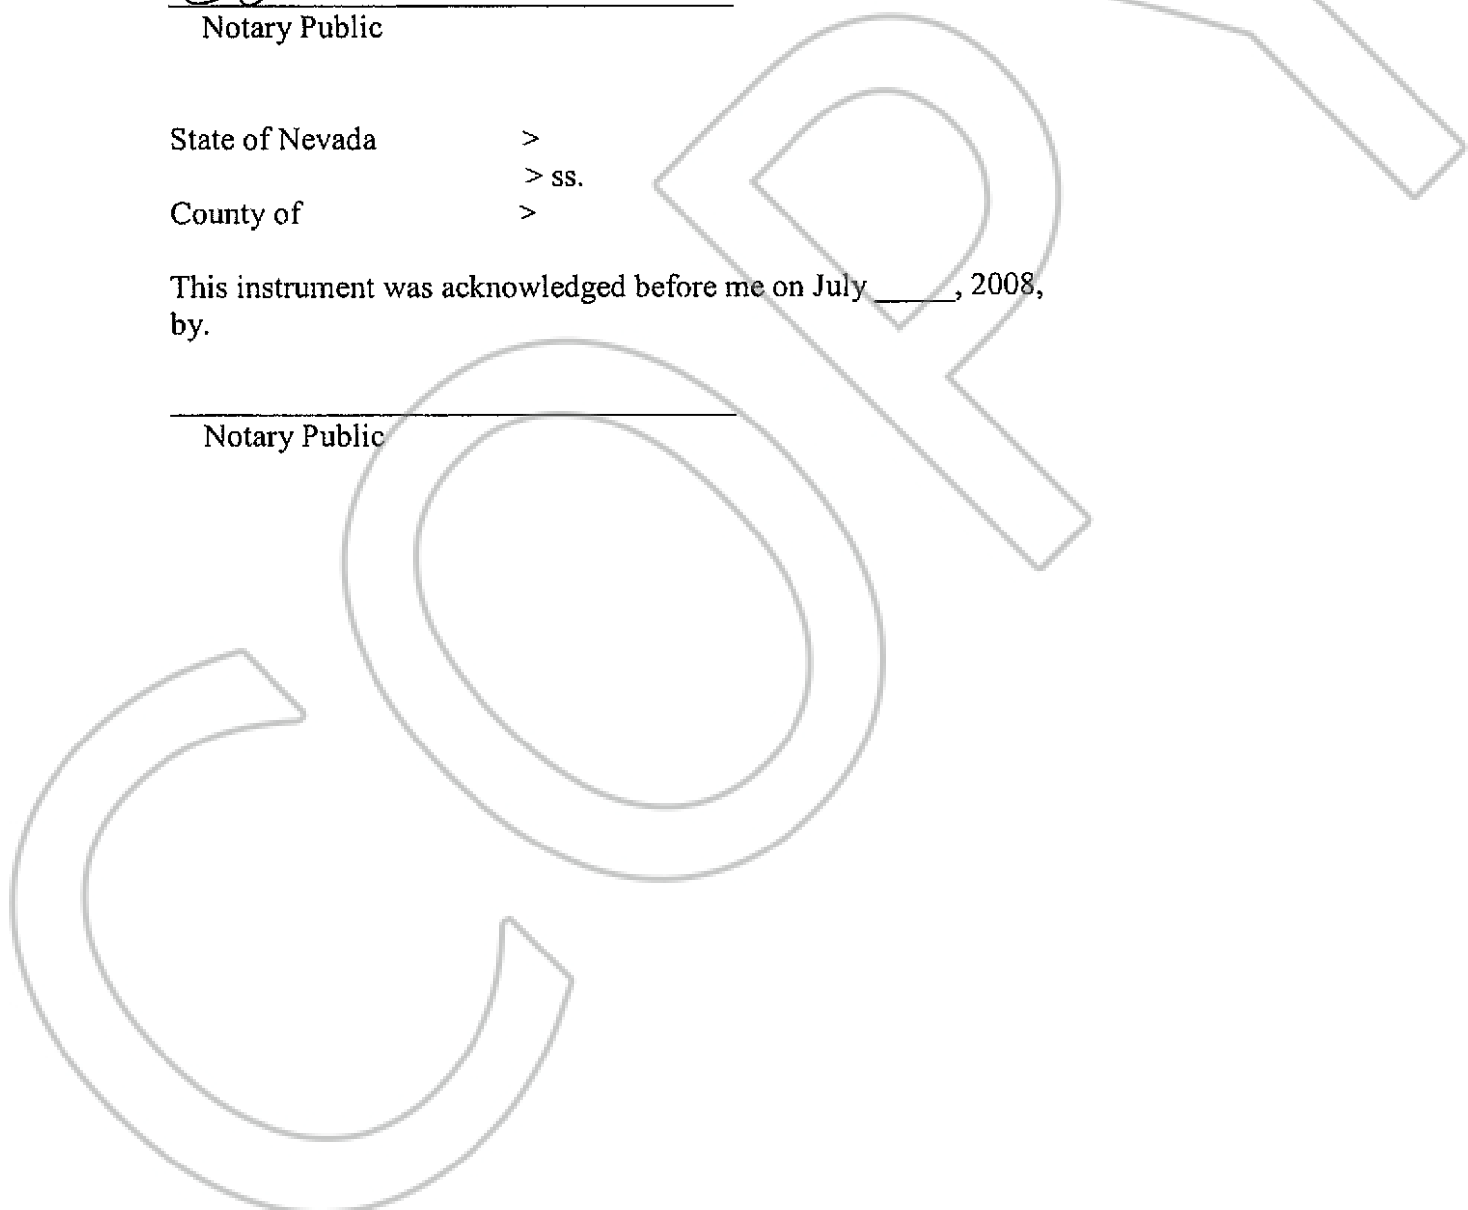 Notary Public
State of Nevada >
> ss.
County of >
This instrument was acknowledged before me on July _____, 2008,
by.
Notary Public
COPY